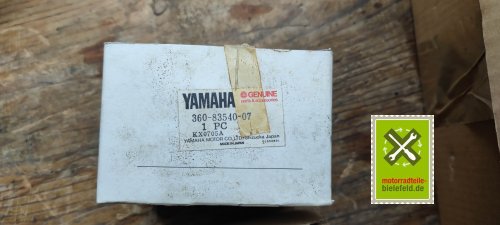 YAMAHA
GENUINE
parts & accessories
360-83540-07
1 PC
KX0705A
YAMAHA MOTOR CO., LTD.
Japan
MADE IN JAPAN
motorradteile-
bielefeld.de